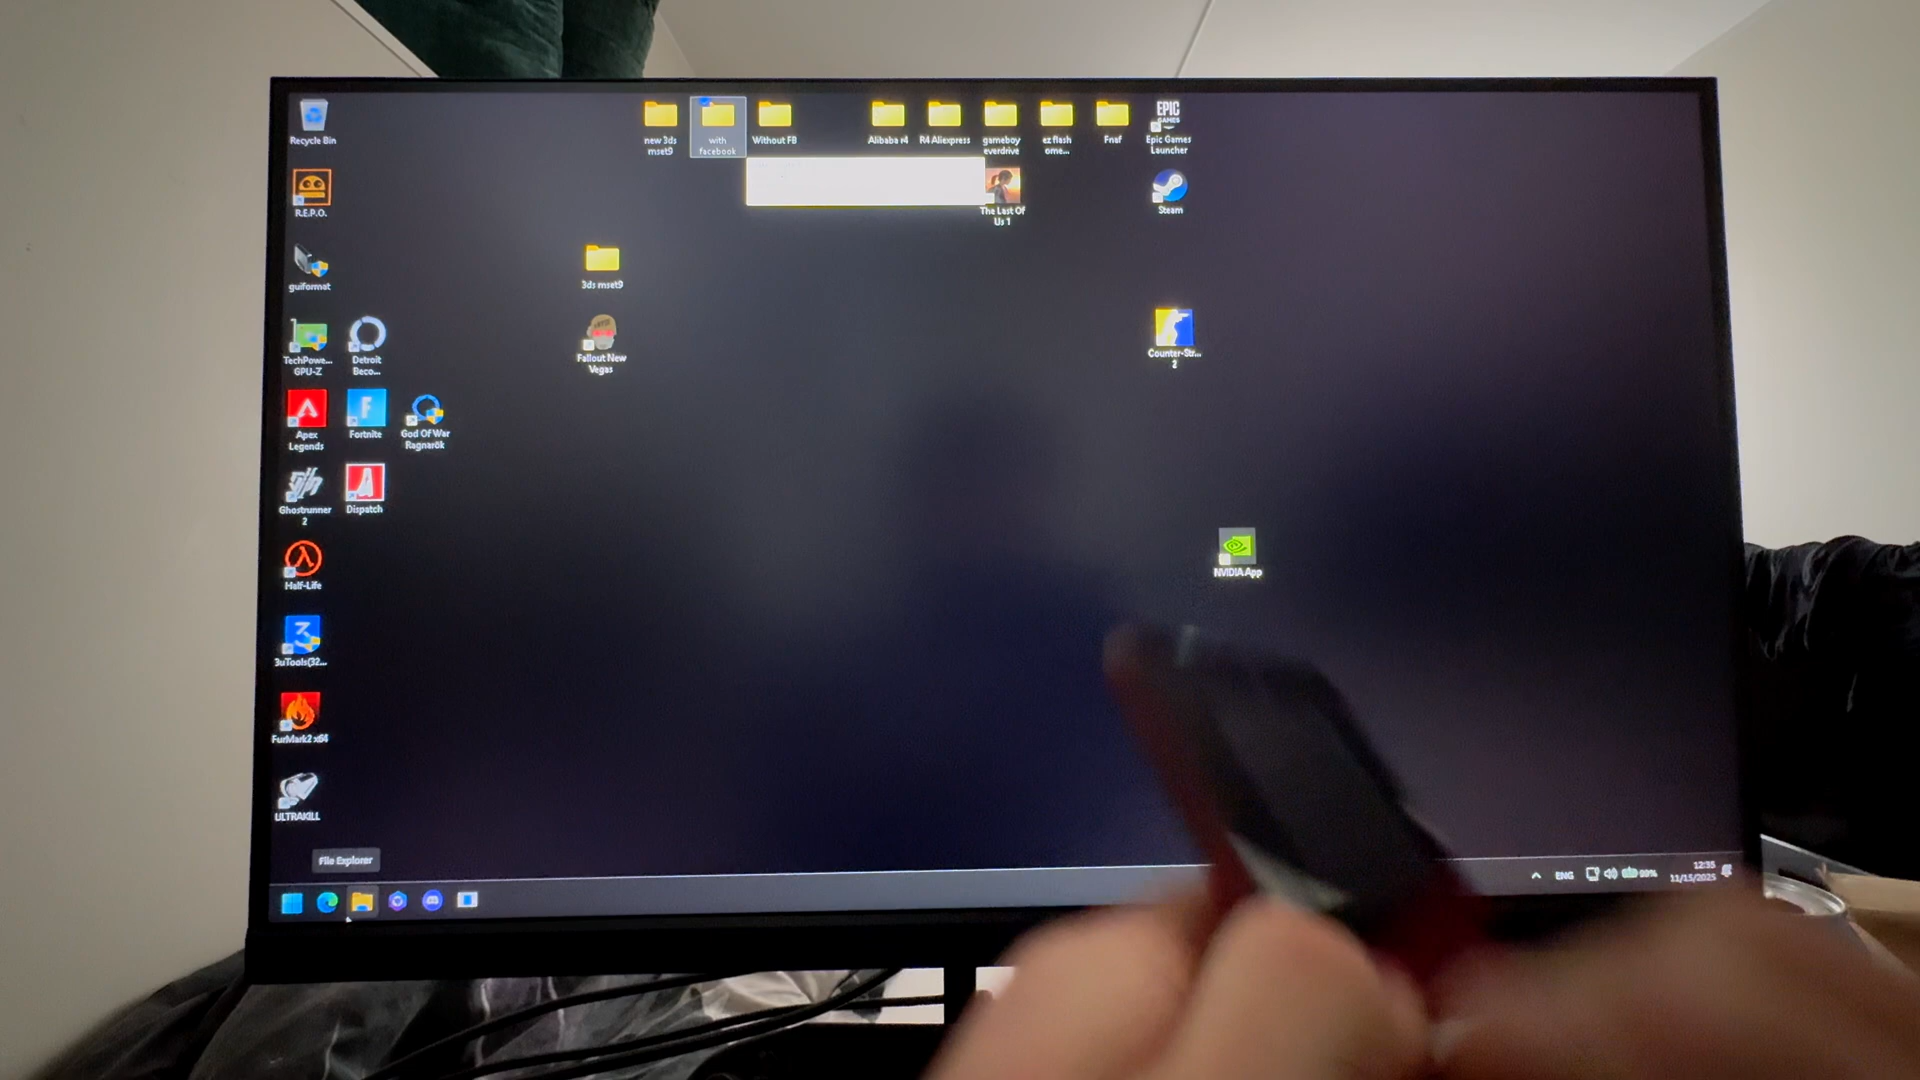 Recycle Bin
new 3ds
mset9
with
facebook
Without FB
Alibaba r4
R4 Aliexpress
gameboy
everdrive
ez flash
ome...
Fnaf
EPIC
GAMES
Epic Games
Launcher
R.E.P.O.
The Last Of
Us 1
Steam
guiformat
3ds mset9
TechPowe...
GPU-Z
Detroit
Beco...
Fallout New
Vegas
Counter-Str...
2
Apex
Legends
F
Fortnite
God Of War
Ragnarök
Ghostrunner
2
Dispatch
Half-Life
NVIDIA App
3uTools(32...
FurMark2 x64
ULTRAKILL
File Explorer
ENG
99%
12:35
11/15/2025